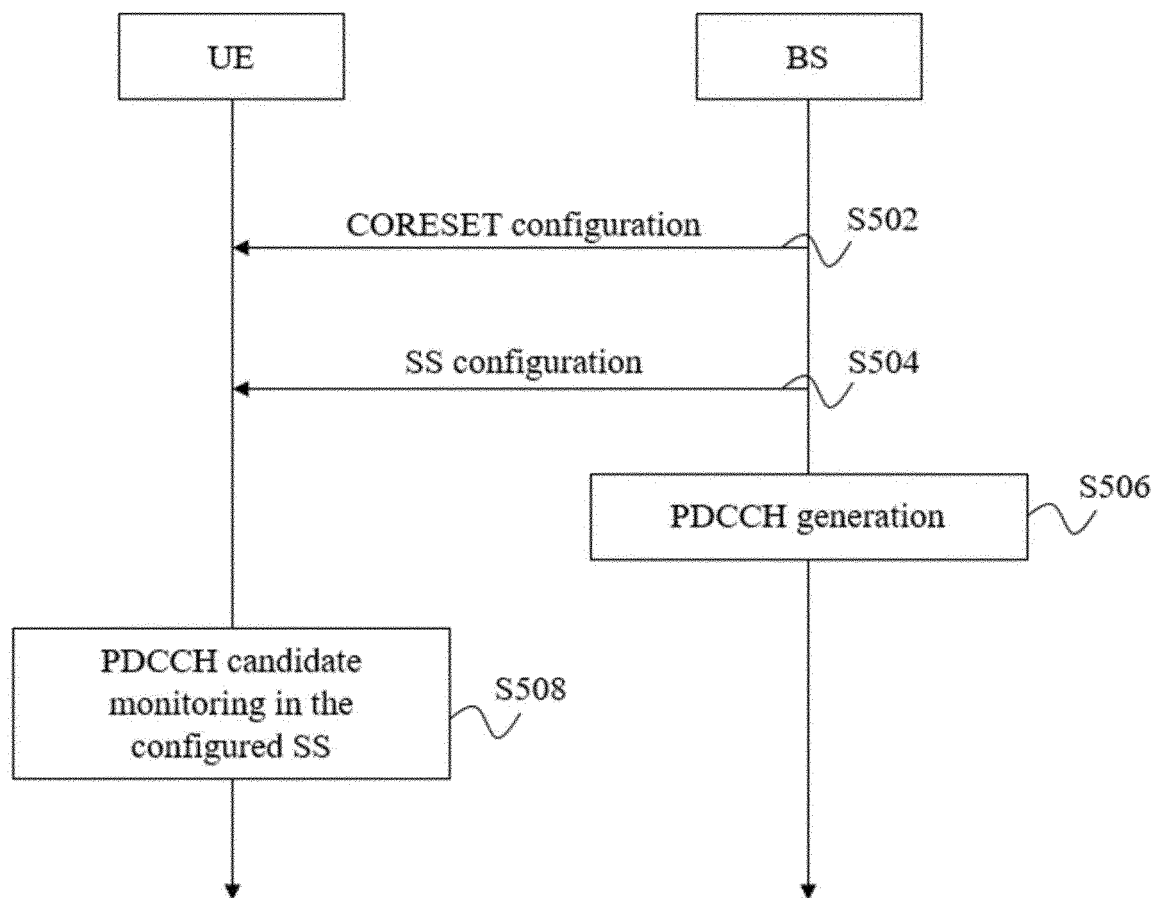 UE
BS
CORESET configuration
S502
SS configuration
S504
PDCCH generation
S506
PDCCH candidate
monitoring in the
configured SS
S508